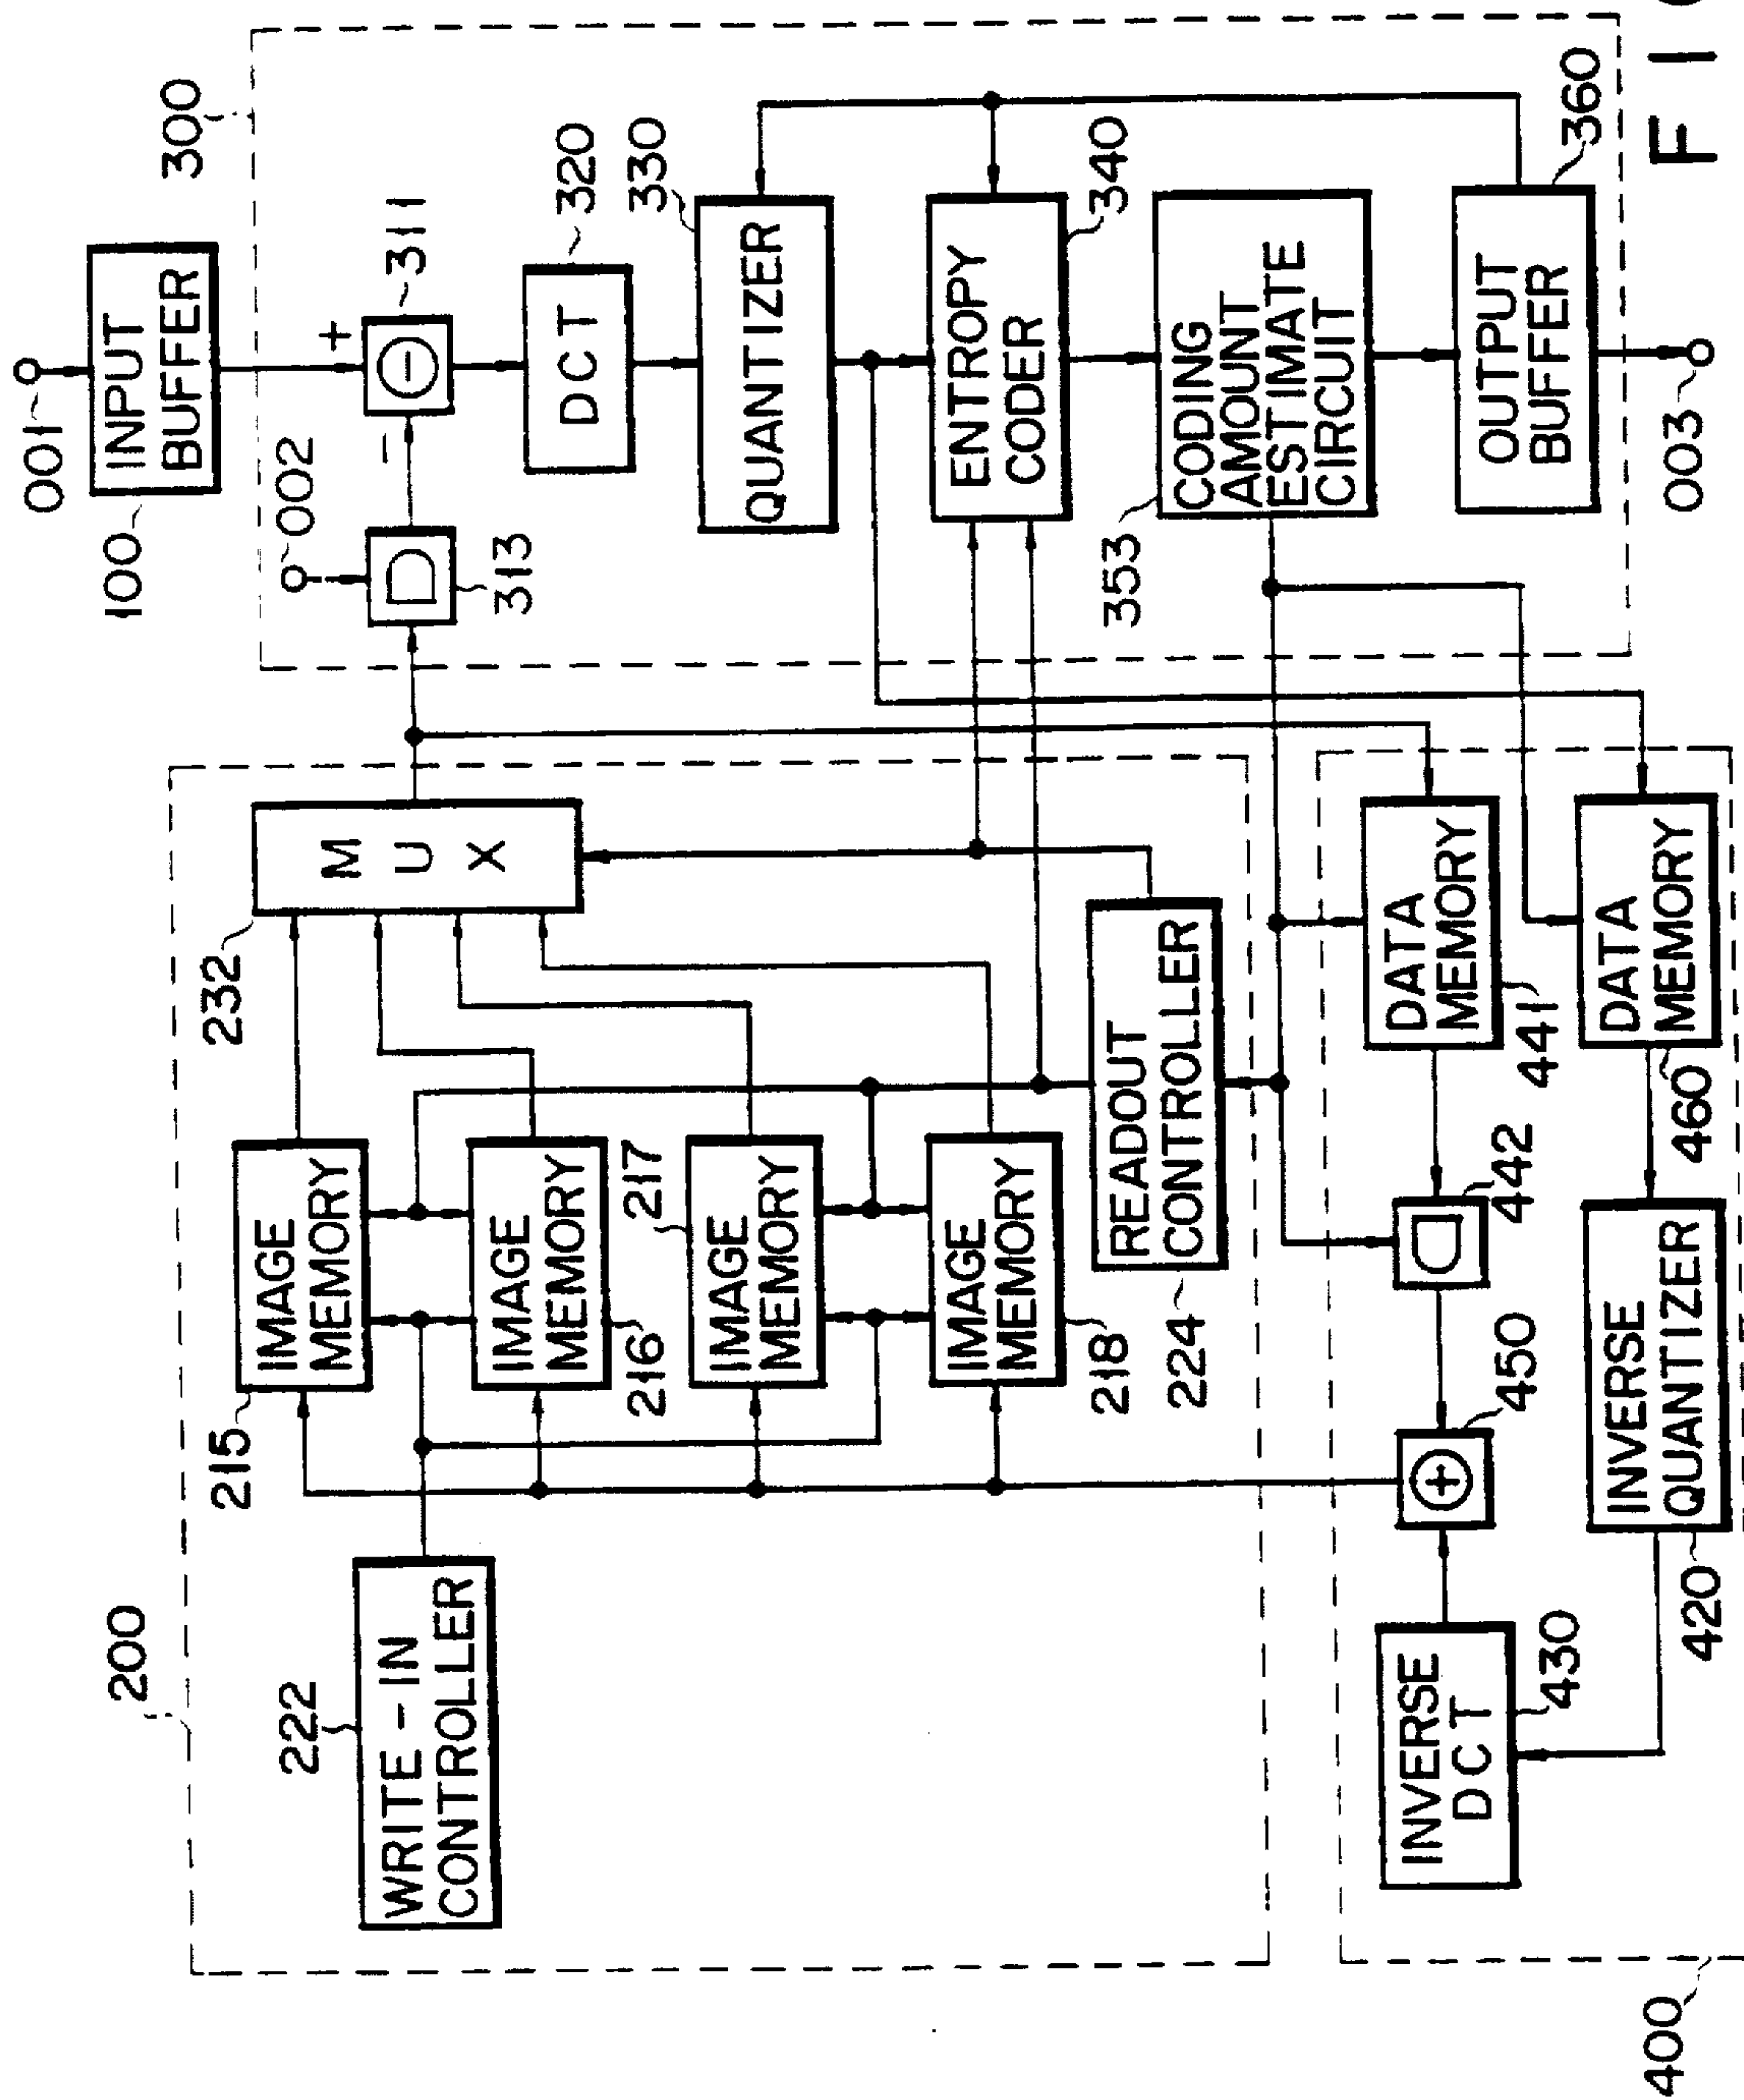 001
INPUT
BUFFER
100
300
002
+
−
311
D
313
DCT
320
330
QUANTIZER
ENTROPY
CODER
340
353
CODING
AMOUNT
ESTIMATE
CIRCUIT
OUTPUT
BUFFER
360
003
200
232
MUX
215
IMAGE
MEMORY
IMAGE
MEMORY
216
217
IMAGE
MEMORY
IMAGE
MEMORY
218
222
WRITE-IN
CONTROLLER
READOUT
CONTROLLER
224
DATA
MEMORY
441
DATA
MEMORY
460
D
442
+
450
INVERSE
QUANTIZER
420
INVERSE
DCT
430
400
FI